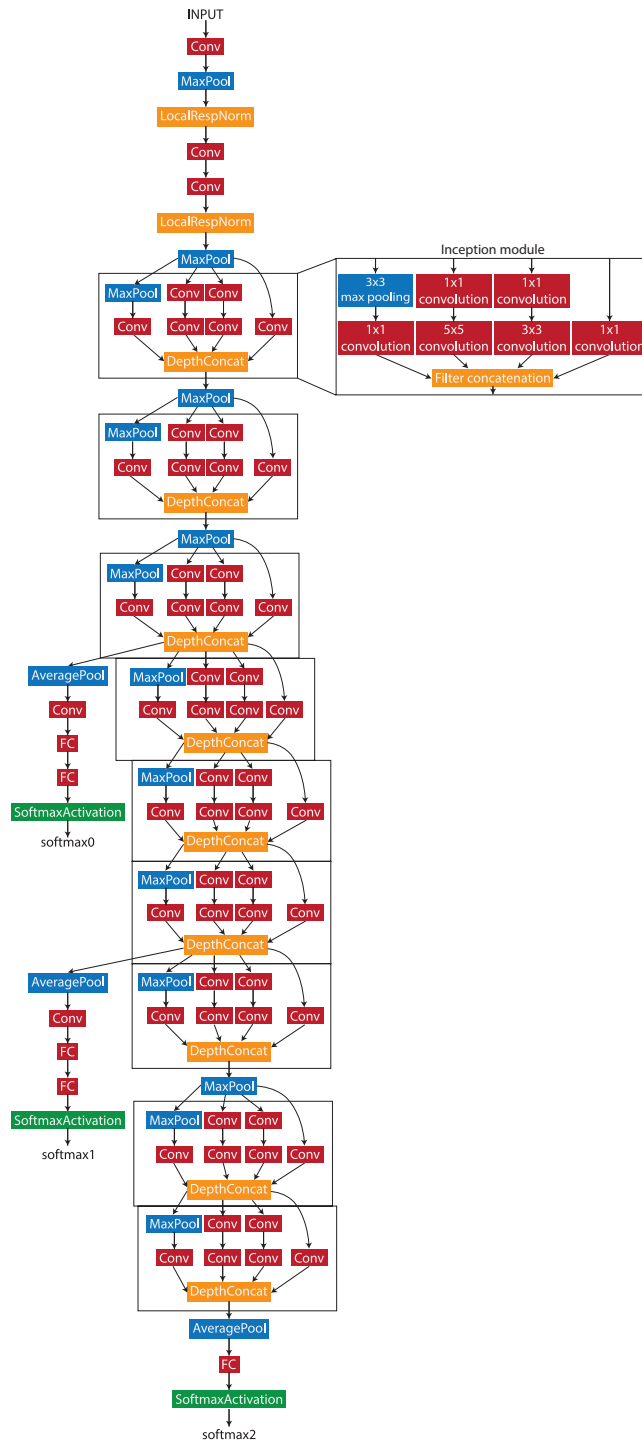 INPUT
Conv
MaxPool
LocalRespNorm
Conv
Conv
LocalRespNorm
MaxPool
Inception module
MaxPool Conv Conv
Conv Conv Conv Conv
DepthConcat
3x3 max pooling
1x1 convolution
1x1 convolution
1x1 convolution
5x5 convolution
3x3 convolution
1x1 convolution
Filter concatenation
MaxPool
MaxPool Conv Conv
Conv Conv Conv Conv
DepthConcat
MaxPool
MaxPool Conv Conv
Conv Conv Conv Conv
DepthConcat
AveragePool
Conv
FC
FC
SoftmaxActivation
softmax0
MaxPool Conv Conv
Conv Conv Conv Conv
DepthConcat
MaxPool Conv Conv
Conv Conv Conv Conv
DepthConcat
MaxPool Conv Conv
Conv Conv Conv Conv
DepthConcat
AveragePool
Conv
FC
FC
SoftmaxActivation
softmax1
MaxPool Conv Conv
Conv Conv Conv Conv
DepthConcat
MaxPool
MaxPool Conv Conv
Conv Conv Conv Conv
DepthConcat
MaxPool Conv Conv
Conv Conv Conv Conv
DepthConcat
AveragePool
FC
SoftmaxActivation
softmax2